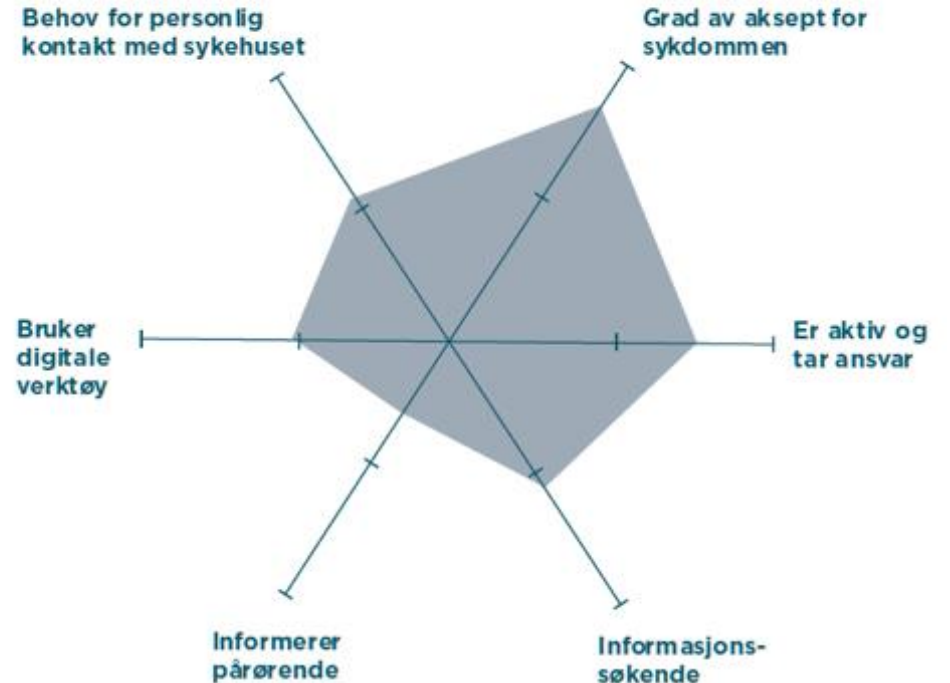 Behov for personlig
kontakt med sykehuset
Grad av aksept for
sykdommen
Bruker
digitale
verktøy
Er aktiv og
tar ansvar
Informerer
pårørende
Informasjons-
søkende